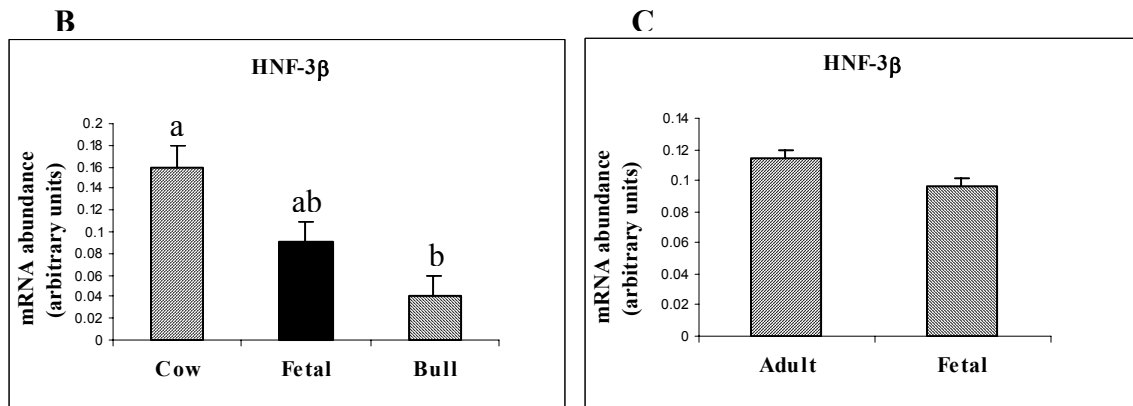 B
HNF-3β
mRNA abundance
(arbitrary units)
0.2
0.18
0.16
0.14
0.12
0.1
0.08
0.06
0.04
0.02
0
a
ab
b
Cow Fetal Bull
C
HNF-3β
mRNA abundance
(arbitrary units)
0.14
0.12
0.1
0.08
0.06
0.04
0.02
0
Adult Fetal